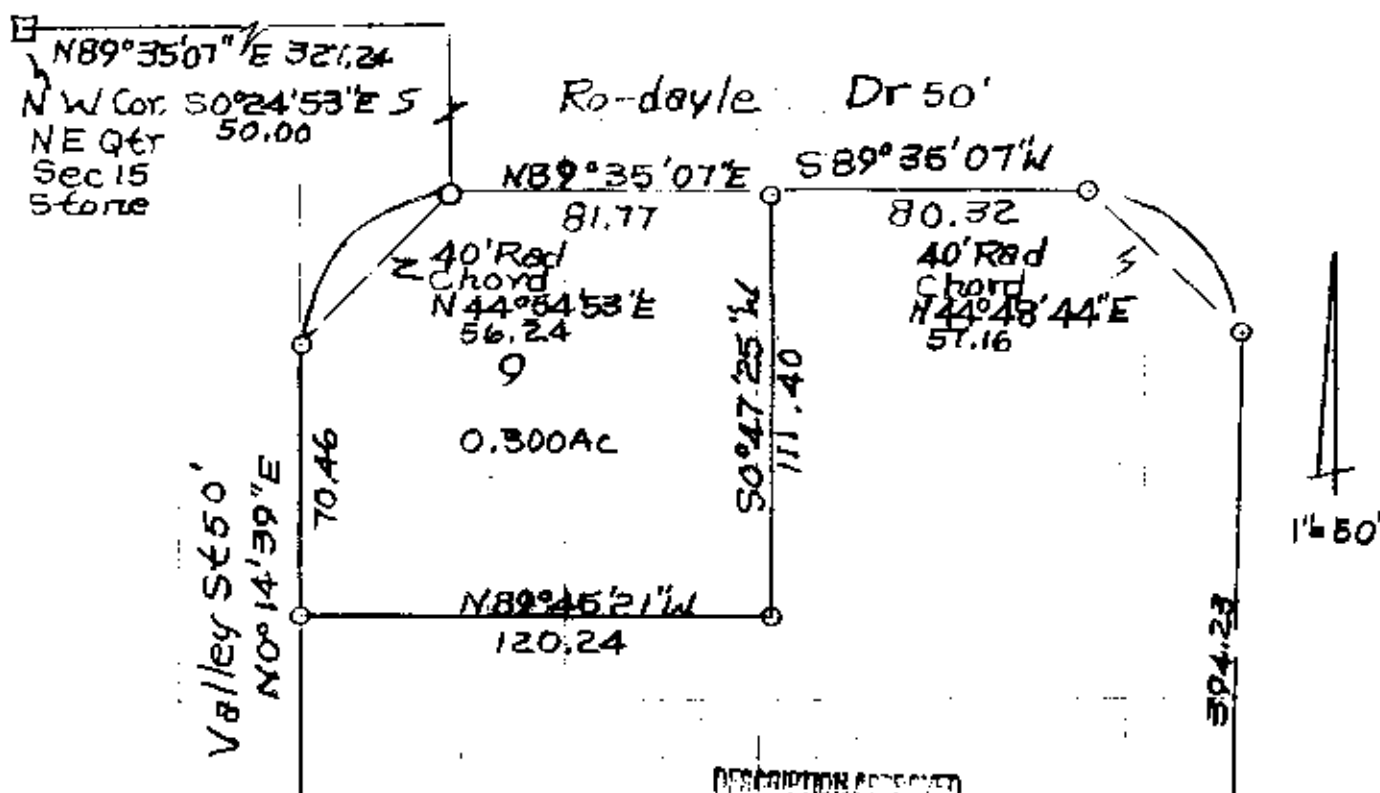 N89°35'07"E 321.24
N W Cor. S0°24'53"E S
50.00
NE Qtr
Sec 15
Stone
Ro-dayle Dr 50'
N89°35'07"E
81.77
S89°35'07"W
80.32
40' Rad
Chord
N44°54'53"E
56.24
40' Rad
Chord
N44°48'44"E
57.16
9
0.300Ac
S0°47'25"W
111.40
70.46
Valley St 50'
N0°14'39"E
N89°45'21"W
120.24
394.23
1"=50'
DESCRIPTION APPROVED